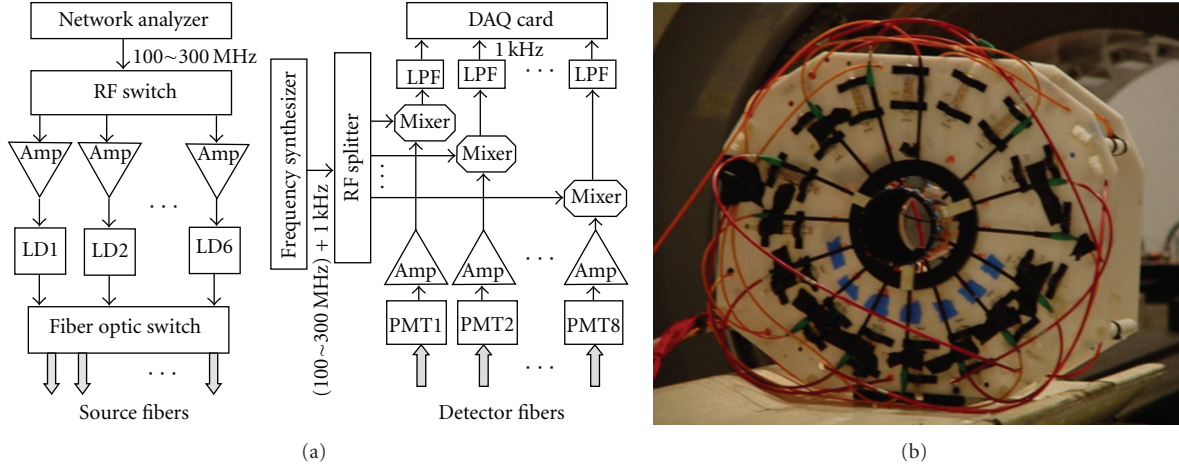 Network analyzer
100~300 MHz
RF switch
Amp
Amp
Amp
. . .
LD1
LD2
LD6
Fiber optic switch
. . .
Source fibers
Frequency synthesizer
(100~300 MHz) + 1 kHz
RF splitter
. . .
DAQ card
1 kHz
LPF
LPF
. . .
LPF
Mixer
Mixer
Mixer
Amp
Amp
. . .
Amp
PMT1
PMT2
PMT8
. . .
Detector fibers
(a)
(b)